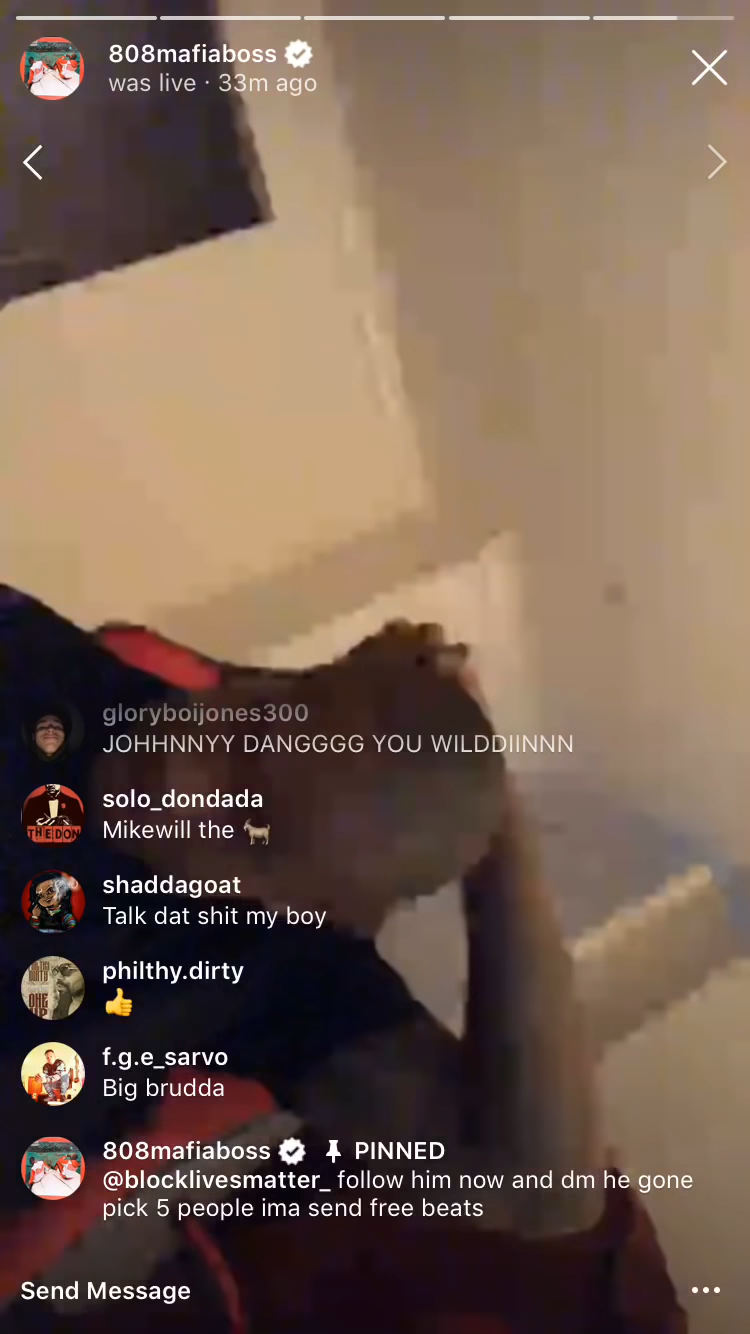 808mafiaboss
was live · 33m ago
gloryboijones300
JOHHNNYY DANGGGG YOU WILDDIINNN
solo_dondada
Mikewill the 🐐
THE DON
shaddagoat
Talk dat shit my boy
philthy.dirty
👍
f.g.e_sarvo
Big brudda
808mafiaboss PINNED
@blocklivesmatter_ follow him now and dm he gone
pick 5 people ima send free beats
Send Message